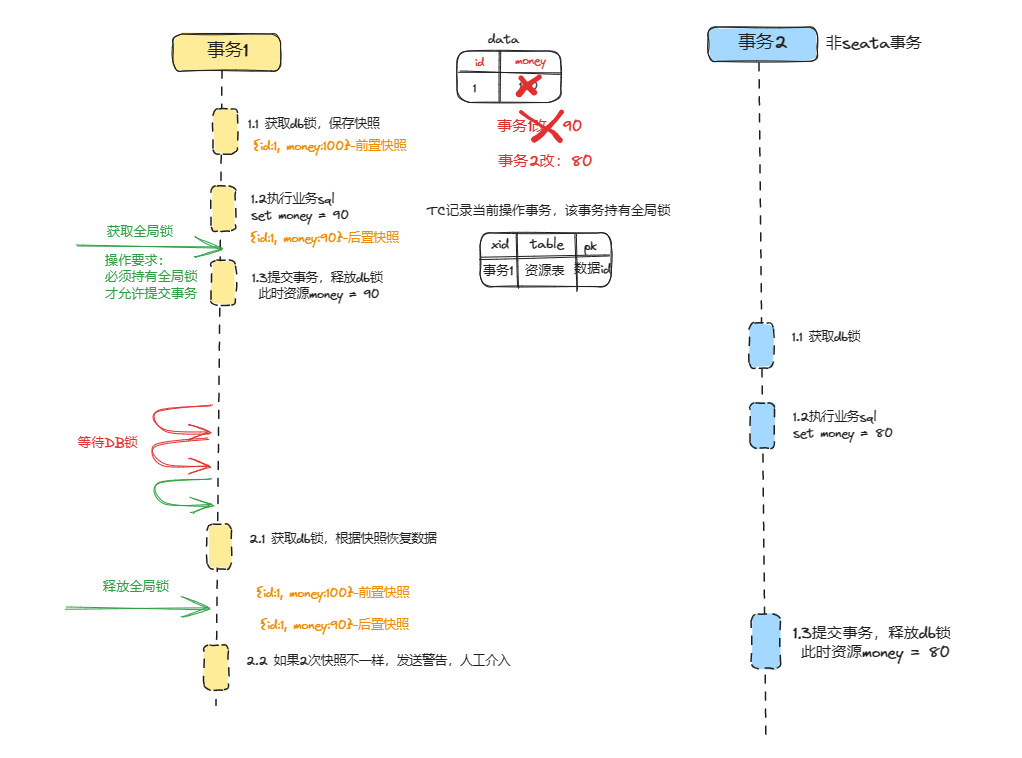 事务1
data
id money
1
事务1改: 90
事务2改: 80
事务2
非seata事务
1.1 获取db锁，保存快照
{id:1, money:100}-前置快照
1.2执行业务sql
set money = 90
{id:1, money:90}-后置快照
获取全局锁
操作要求:
必须持有全局锁
才允许提交事务
1.3提交事务，释放db锁
此时资源money = 90
TC记录当前操作事务，该事务持有全局锁
xid table pk
事务1 资源表 数据id
1.1 获取db锁
1.2执行业务sql
set money = 80
等待DB锁
2.1 获取db锁，根据快照恢复数据
释放全局锁
{id:1, money:100}-前置快照
{id:1, money:90}-后置快照
2.2 如果2次快照不一样，发送警告，人工介入
1.3提交事务，释放db锁
此时资源money = 80